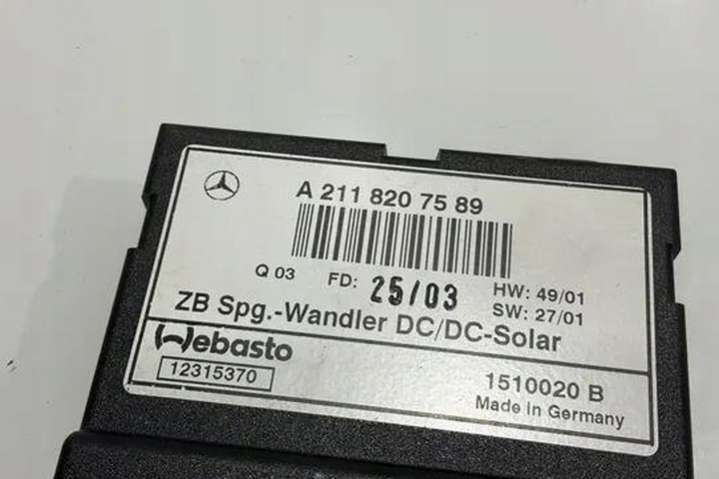 A 211 820 75 89
Q 03 FD: 25/03 HW: 49/01
SW: 27/01
ZB Spg.-Wandler DC/DC-Solar
Webasto
12315370
1510020 B
Made in Germany